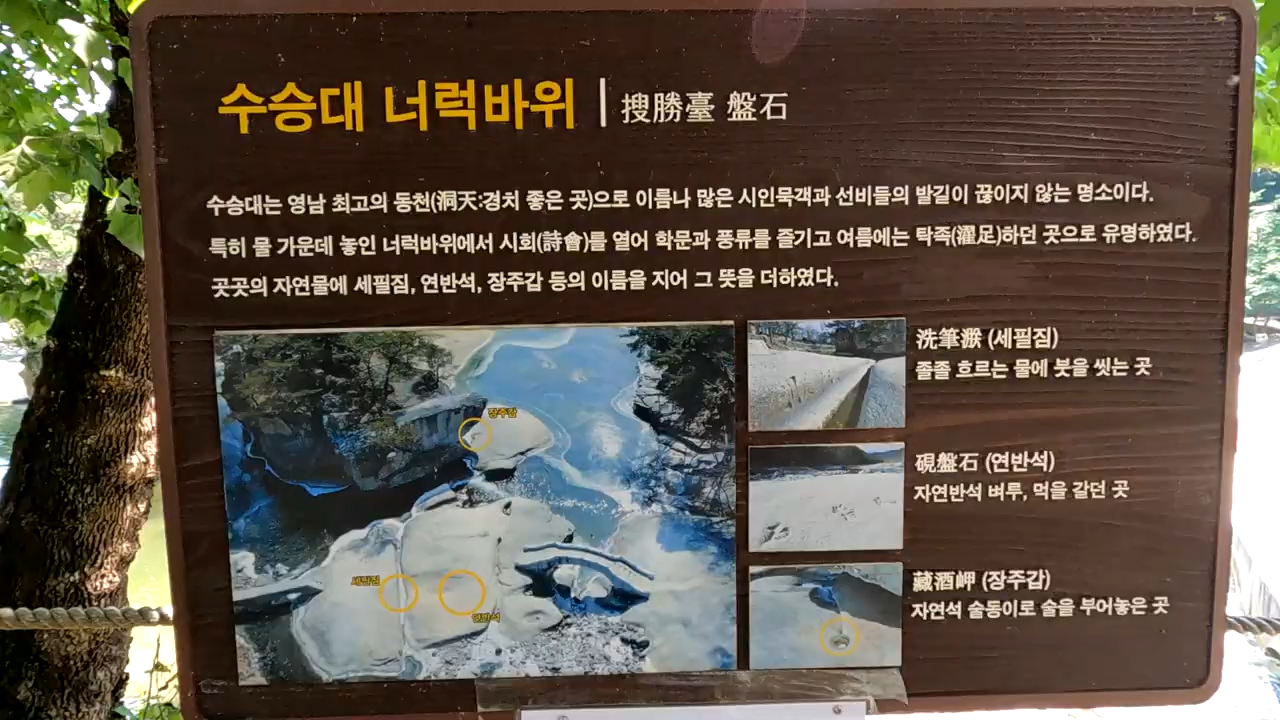 수승대 너럭바위 | 搜勝臺 盤石
수승대는 영남 최고의 동천(洞天:경치 좋은 곳)으로 이름나 많은 시인묵객과 선비들의 발길이 끊이지 않는 명소이다.
특히 물 가운데 놓인 너럭바위에서 시회(詩會)를 열어 학문과 풍류를 즐기고 여름에는 탁족(濯足)하던 곳으로 유명하였다.
곳곳의 자연물에 세필짐, 연반석, 장주갑 등의 이름을 지어 그 뜻을 더하였다.
장주갑
세필짐
연반석
洗筆㴨 (세필짐)
졸졸 흐르는 물에 붓을 씻는 곳
硯盤石 (연반석)
자연반석 벼루, 먹을 갈던 곳
藏酒岬 (장주갑)
자연석 술동이로 술을 부어놓은 곳